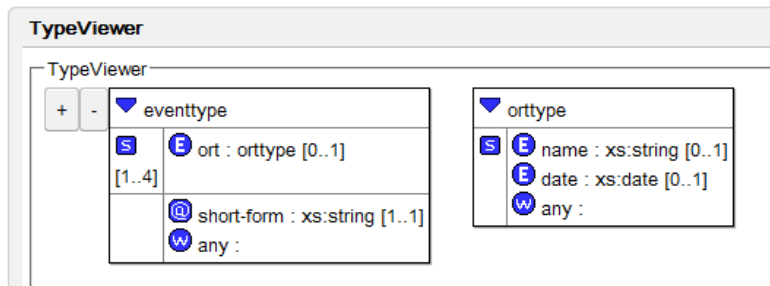 TypeViewer
TypeViewer
+ -
eventtype
S
E ort : orttype [0..1]
[1..4]
@ short-form : xs:string [1..1]
W any :
orttype
S
E name : xs:string [0..1]
E date : xs:date [0..1]
W any :